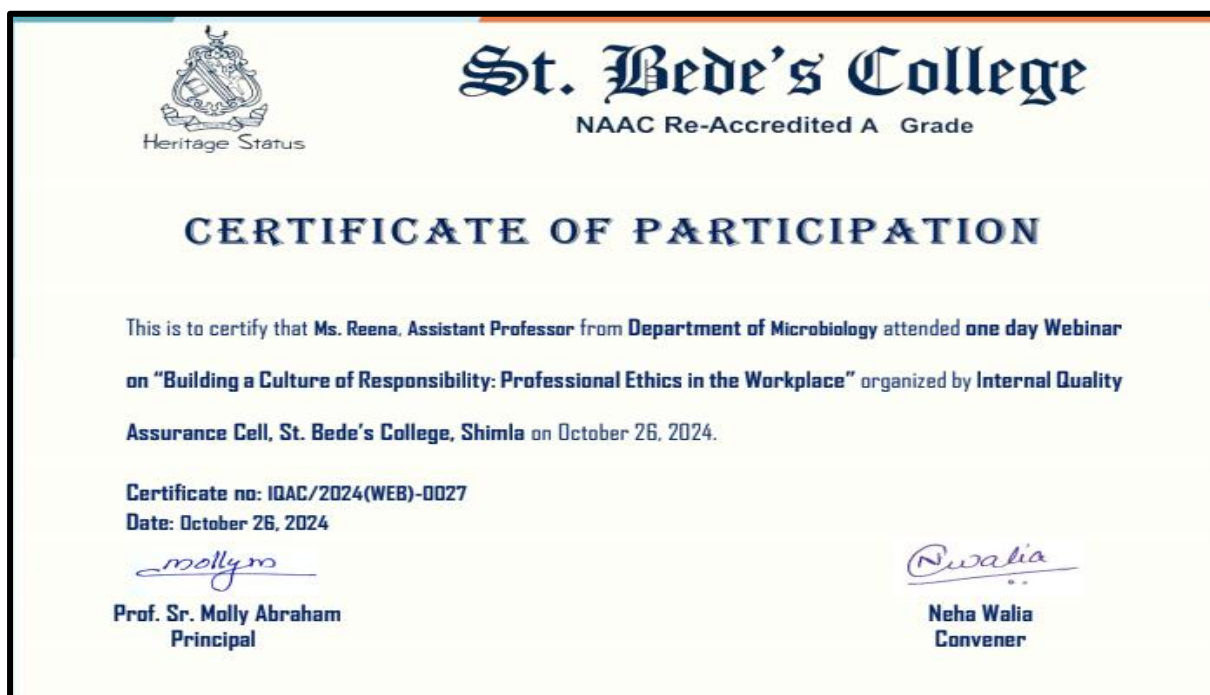 St. Bede's College
NAAC Re-Accredited A Grade
Heritage Status
CERTIFICATE OF PARTICIPATION
This is to certify that Ms. Reena, Assistant Professor from Department of Microbiology attended one day Webinar
on “Building a Culture of Responsibility: Professional Ethics in the Workplace” organized by Internal Quality
Assurance Cell, St. Bede’s College, Shimla on October 26, 2024.
Certificate no: IQAC/2024(WEB)-0027
Date: October 26, 2024
mollym
Nwalia
Prof. Sr. Molly Abraham
Neha Walia
Principal
Convener